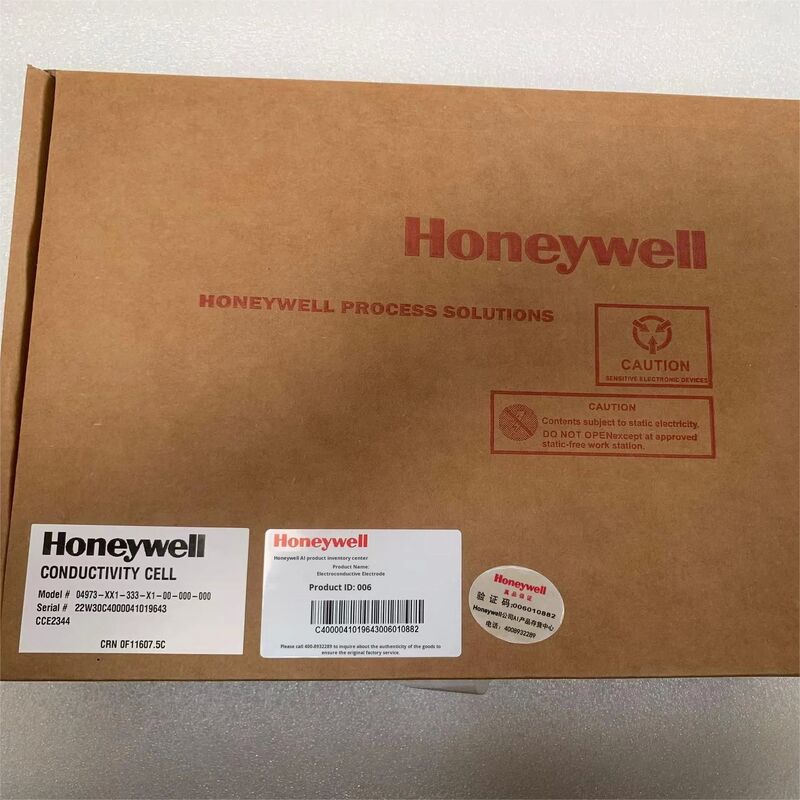 Honeywell
HONEYWELL PROCESS SOLUTIONS
CAUTION
SENSITIVE ELECTRONIC DEVICES
CAUTION
Contents subject to static electricity.
DO NOT OPENexcept at approved
static-free work station.
Honeywell
CONDUCTIVITY CELL
Model # 04973-XX1-333-X1-00-000-000
Serial # 22W30C4000041019643
CCE2344
CRN 0F11607.5C
Honeywell
Honeywell AI product inventory center
Product Name:
Electroconductive Electrode
Product ID: 006
C4000041019643006010882
Please call 400-8932289 to inquire about the authenticity of the goods to
ensure the original factory service.
Honeywell
真品保证
验证码:006010882
Honeywell公司AI产品存管中心
电话: 4008932289